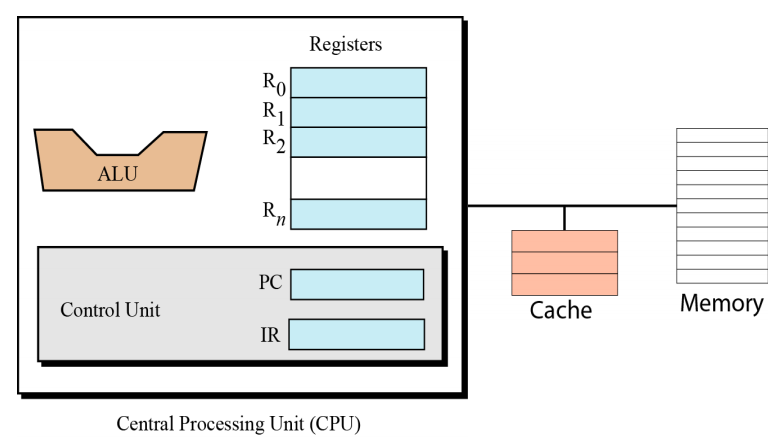 Registers
R0
R1
R2
ALU
Rn
PC
Control Unit
IR
Cache
Memory
Central Processing Unit (CPU)